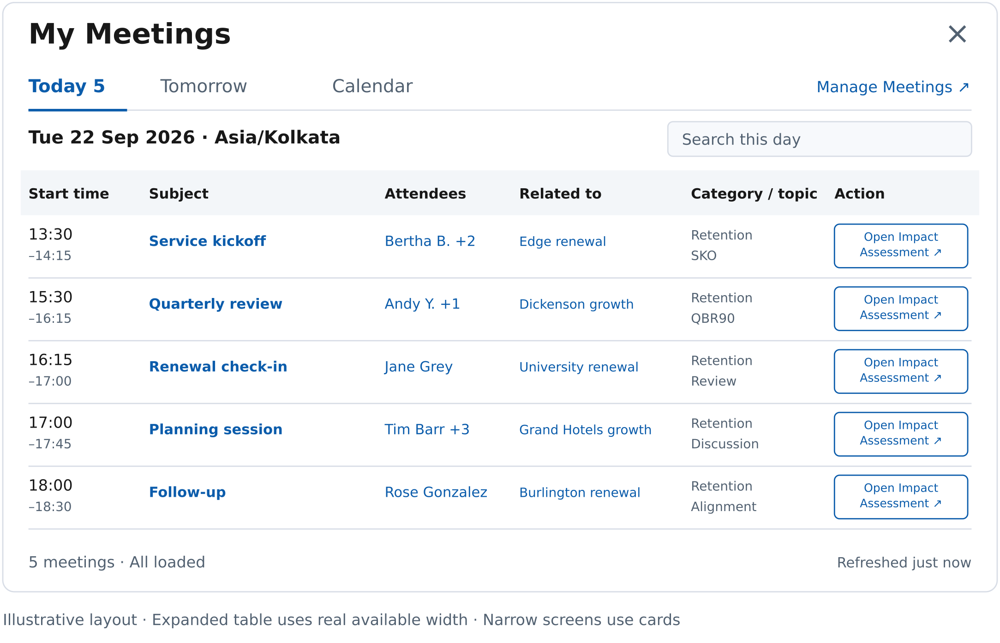 My Meetings ×
Today 5 Tomorrow Calendar Manage Meetings ↗
Tue 22 Sep 2026 · Asia/Kolkata Search this day
Start time Subject Attendees Related to Category / topic Action
13:30
–14:15
Service kickoff
Bertha B. +2
Edge renewal
Retention
SKO
Open Impact
Assessment ↗
15:30
–16:15
Quarterly review
Andy Y. +1
Dickenson growth
Retention
QBR90
Open Impact
Assessment ↗
16:15
–17:00
Renewal check-in
Jane Grey
University renewal
Retention
Review
Open Impact
Assessment ↗
17:00
–17:45
Planning session
Tim Barr +3
Grand Hotels growth
Retention
Discussion
Open Impact
Assessment ↗
18:00
–18:30
Follow-up
Rose Gonzalez
Burlington renewal
Retention
Alignment
Open Impact
Assessment ↗
5 meetings · All loaded Refreshed just now
Illustrative layout · Expanded table uses real available width · Narrow screens use cards